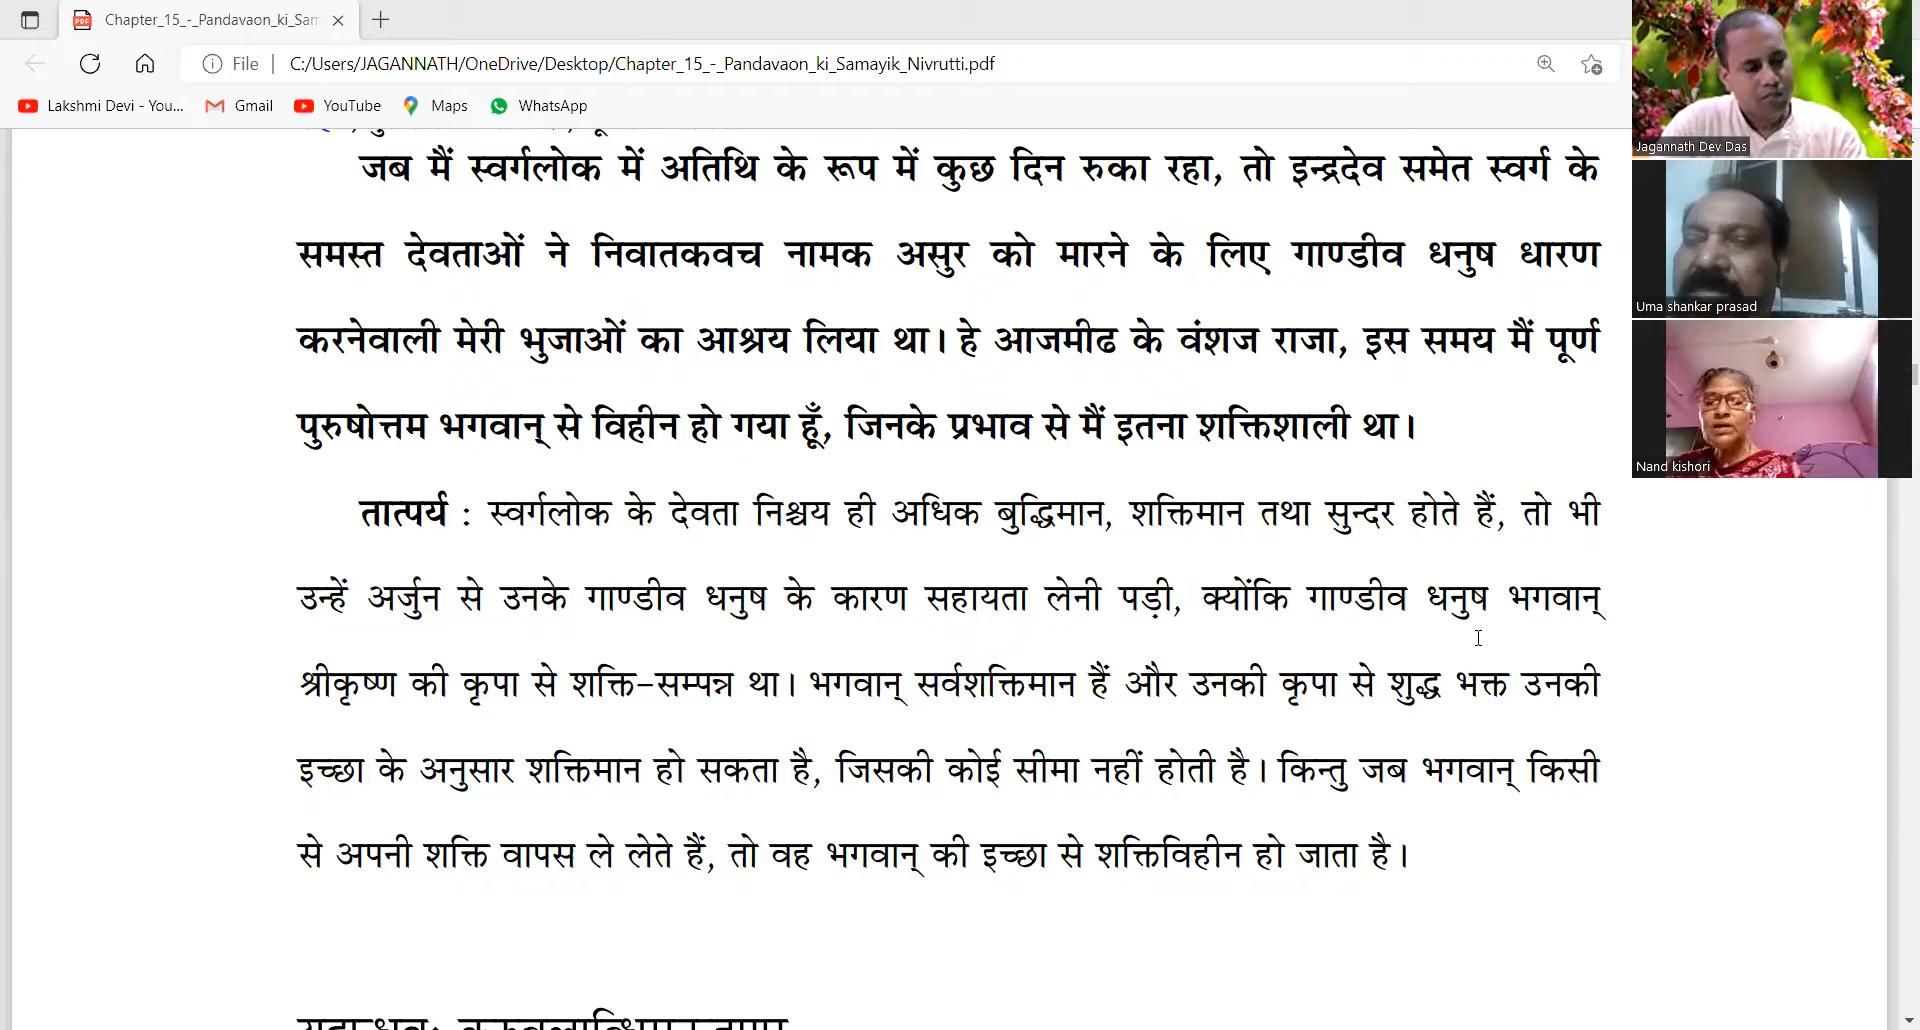 Chapter_15_-_Pandavaon_ki_Sam
File
C:/Users/JAGANNATH/OneDrive/Desktop/Chapter_15_-_Pandavaon_ki_Samayik_Nivrutti.pdf
Lakshmi Devi - You... Gmail YouTube Maps WhatsApp
जब मैं स्वर्गलोक में अतिथि के रूप में कुछ दिन रुका रहा, तो इन्द्रदेव समेत स्वर्ग के
समस्त देवताओं ने निवातकवच नामक असुर को मारने के लिए गाण्डीव धनुष धारण
करनेवाली मेरी भुजाओं का आश्रय लिया था। हे आजमीढ के वंशज राजा, इस समय मैं पूर्ण
पुरुषोत्तम भगवान् से विहीन हो गया हूँ, जिनके प्रभाव से मैं इतना शक्तिशाली था।
तात्पर्य : स्वर्गलोक के देवता निश्चय ही अधिक बुद्धिमान, शक्तिमान तथा सुन्दर होते हैं, तो भी
उन्हें अर्जुन से उनके गाण्डीव धनुष के कारण सहायता लेनी पड़ी, क्योंकि गाण्डीव धनुष भगवान्
श्रीकृष्ण की कृपा से शक्ति-सम्पन्न था। भगवान् सर्वशक्तिमान हैं और उनकी कृपा से शुद्ध भक्त उनकी
इच्छा के अनुसार शक्तिमान हो सकता है, जिसकी कोई सीमा नहीं होती है। किन्तु जब भगवान् किसी
से अपनी शक्ति वापस ले लेते हैं, तो वह भगवान् की इच्छा से शक्तिविहीन हो जाता है।
Jagannath Dev Das
Uma shankar prasad
Nand kishori